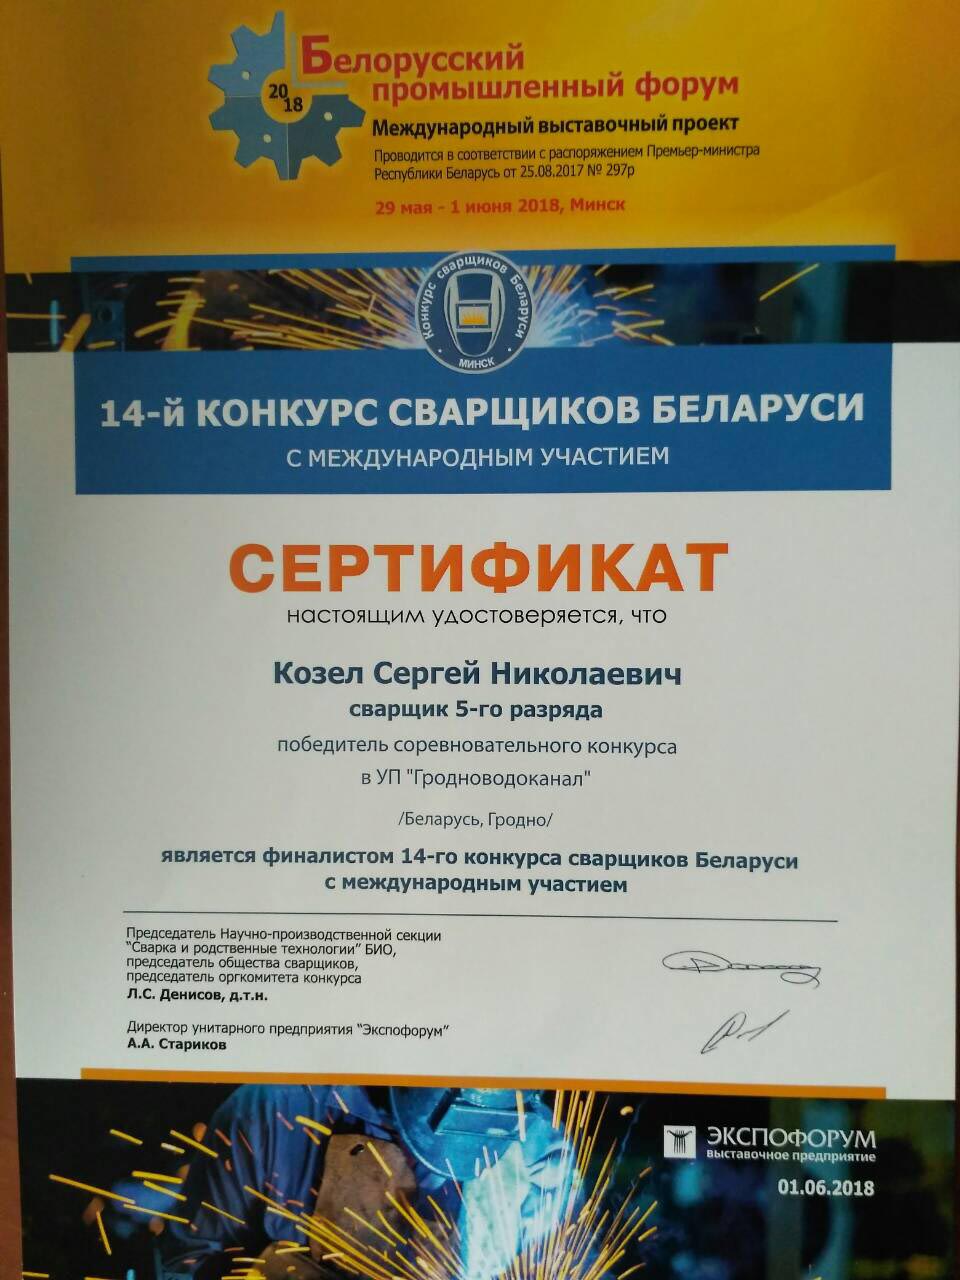 20
18
Белорусский
промышленный форум
Международный выставочный проект
Проводится в соответствии с распоряжением Премьер-министра
Республики Беларусь от 25.08.2017 № 297р
29 мая - 1 июня 2018, Минск
Конкурс сварщиков Беларуси
МИНСК
14-й КОНКУРС СВАРЩИКОВ БЕЛАРУСИ
С МЕЖДУНАРОДНЫМ УЧАСТИЕМ
СЕРТИФИКАТ
настоящим удостоверяется, что
Козел Сергей Николаевич
сварщик 5-го разряда
победитель соревновательного конкурса
в УП "Гродноводоканал"
/Беларусь, Гродно/
является финалистом 14-го конкурса сварщиков Беларуси
с международным участием
Председатель Научно-производственной секции
"Сварка и родственные технологии" БИО,
председатель общества сварщиков,
председатель оргкомитета конкурса
Л.С. Денисов, д.т.н.
Директор унитарного предприятия "Экспофорум"
А.А. Стариков
ЭКСПОФОРУМ
выставочное предприятие
01.06.2018